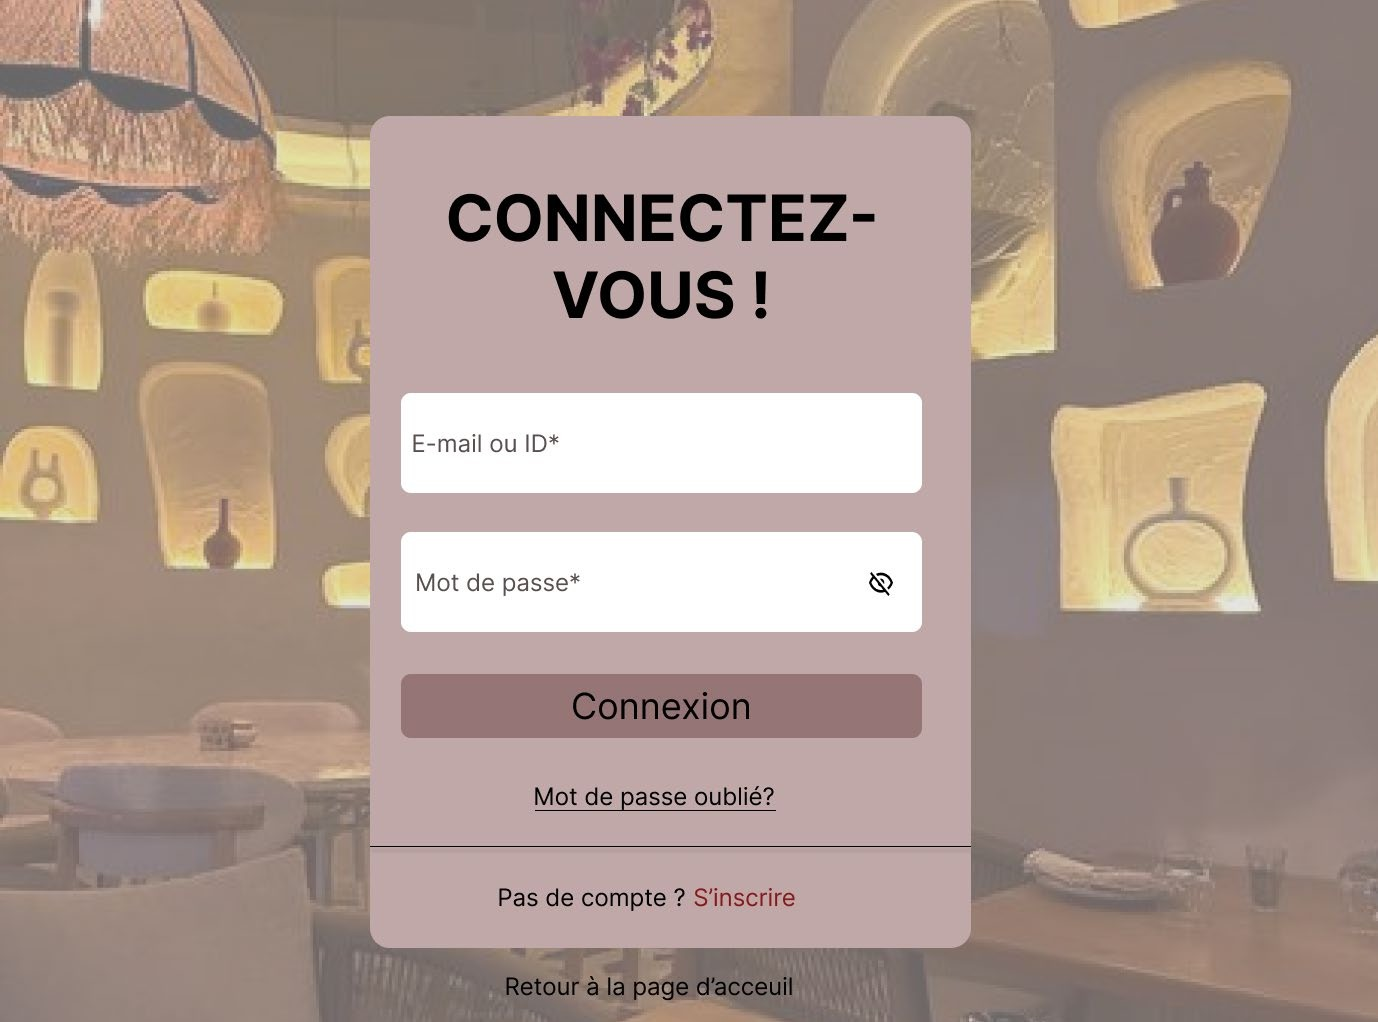 CONNECTEZ-
VOUS !
E-mail ou ID*
Mot de passe*
Connexion
Mot de passe oublié?
Pas de compte ? S’inscrire
Retour à la page d’acceuil